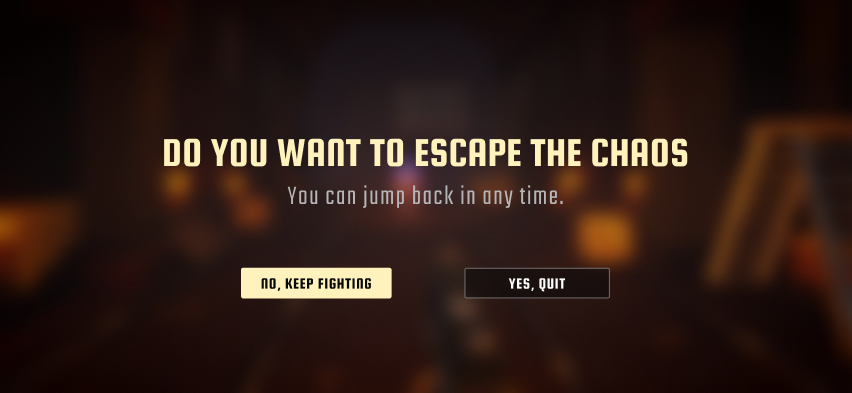 DO YOU WANT TO ESCAPE THE CHAOS
You can jump back in any time.
NO, KEEP FIGHTING
YES, QUIT